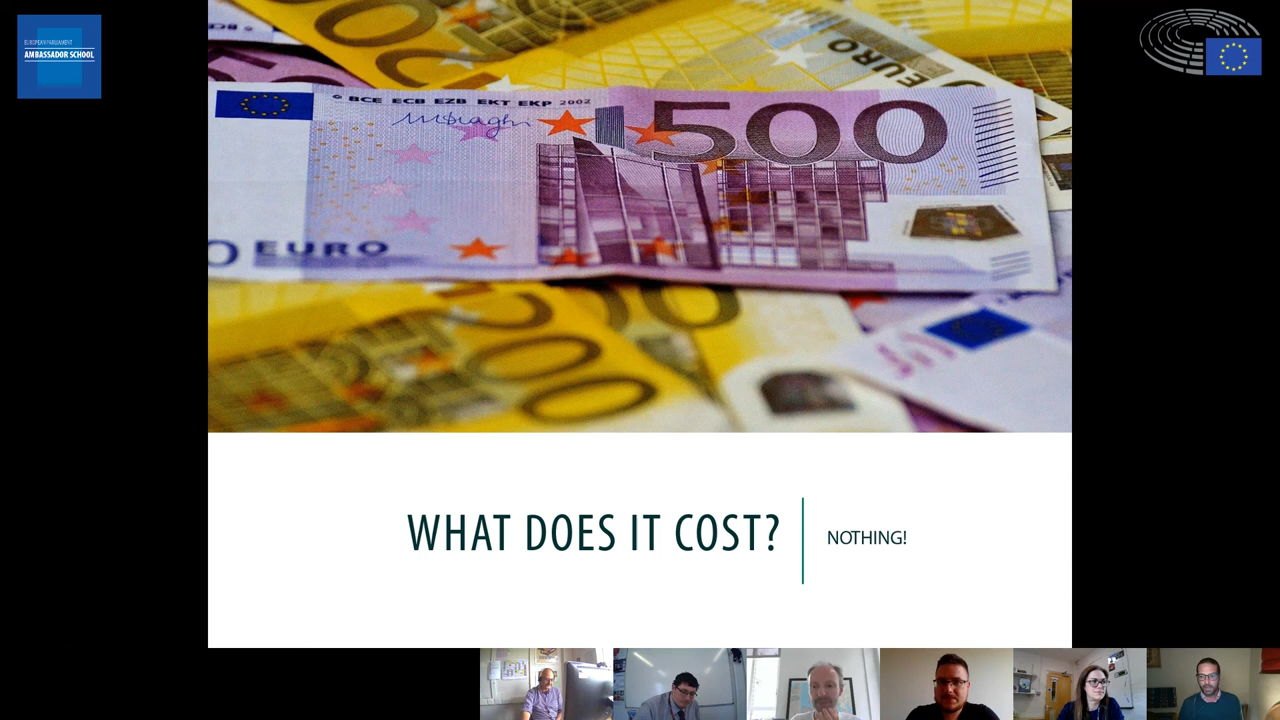 EUROPEAN PARLIAMENT
AMBASSADOR SCHOOL
EURO
BCE ECB EZB EKT EKP 2002
500
EURO
WHAT DOES IT COST?
NOTHING!